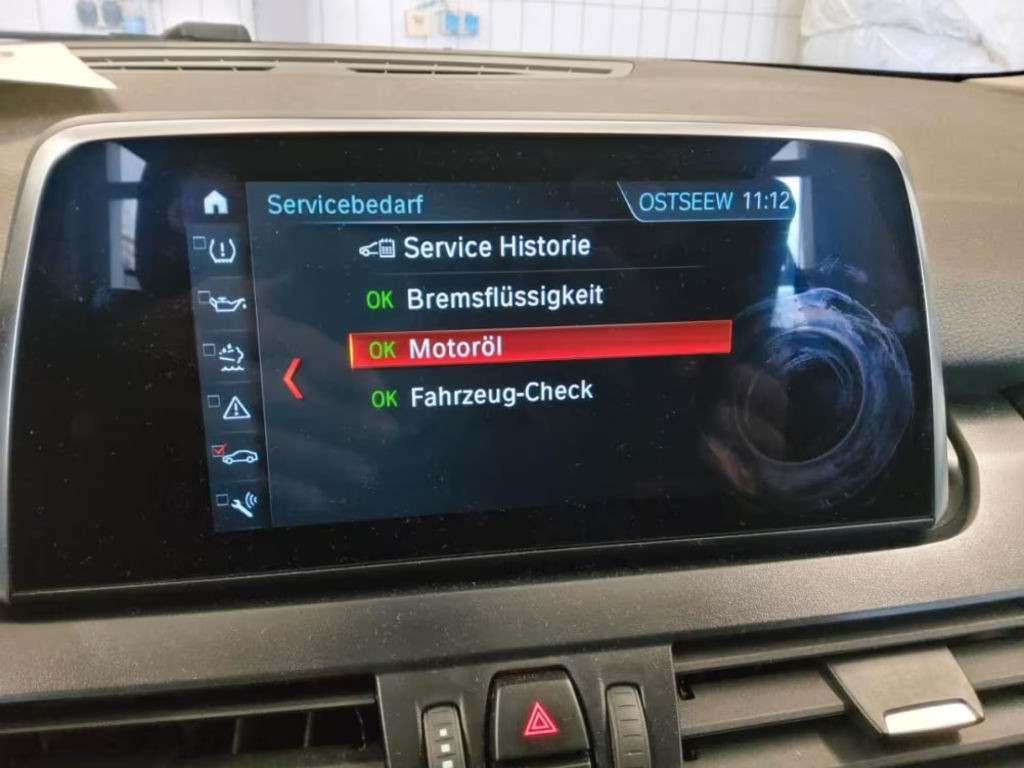 Servicebedarf
OSTSEEW 11:12
Service Historie
OK Bremsflüssigkeit
OK Motoröl
OK Fahrzeug-Check